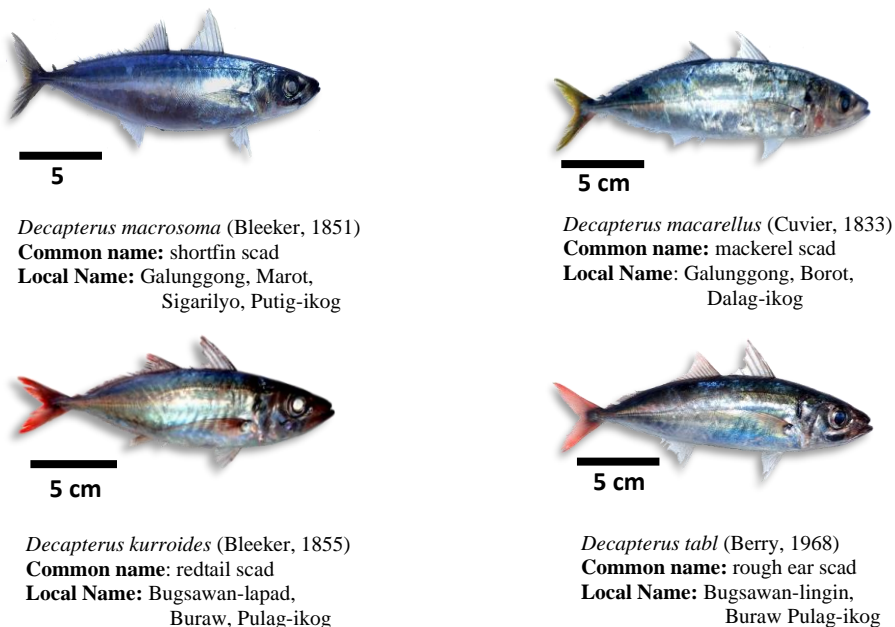 5
5 cm
Decapterus macrosoma (Bleeker, 1851)
Common name: shortfin scad
Local Name: Galunggong, Marot,
Sigarilyo, Putig-ikog
Decapterus macarellus (Cuvier, 1833)
Common name: mackerel scad
Local Name: Galunggong, Borot,
Dalag-ikog
5 cm
5 cm
Decapterus kurroides (Bleeker, 1855)
Common name: redtail scad
Local Name: Bugsawan-lapad,
Buraw, Pulag-ikog
Decapterus tabl (Berry, 1968)
Common name: rough ear scad
Local Name: Bugsawan-lingin,
Buraw Pulag-ikog